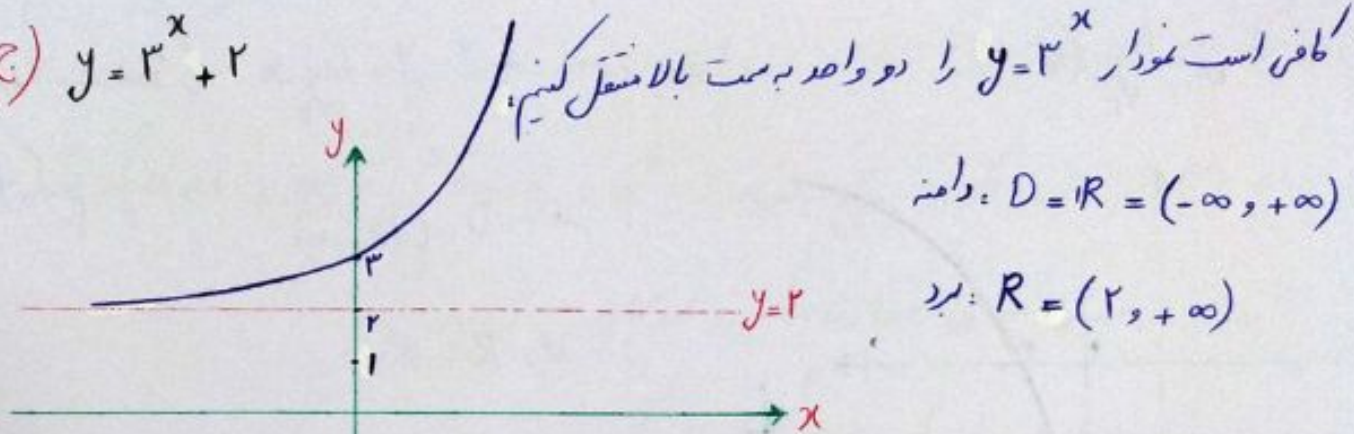 ج) y = ۳^x + ۲
کافی است نمودار y=۳^x را دو واحد به سمت بالا منتقل کنیم:
دامنه: D = ℝ = (-∞ , +∞)
برد: R = (۲ , +∞)
y
۳
y=۲
۲
۱
x